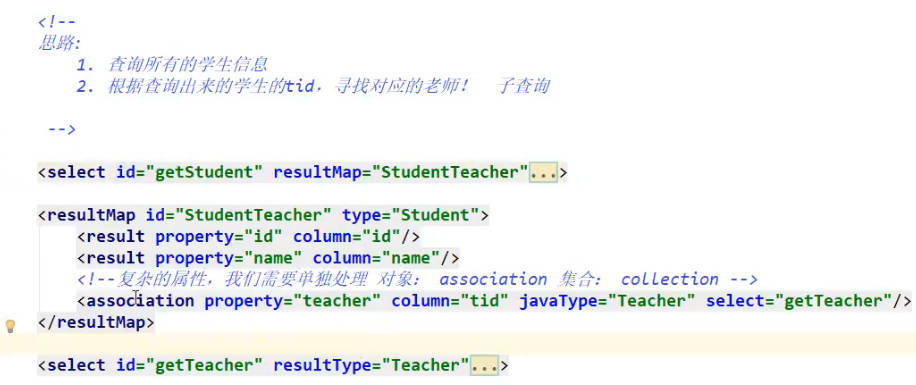 <!--
思路:
1. 查询所有的学生信息
2. 根据查询出来的学生的tid，寻找对应的老师！ 子查询
-->
<select id="getStudent" resultMap="StudentTeacher"...>
<resultMap id="StudentTeacher" type="Student">
<result property="id" column="id"/>
<result property="name" column="name"/>
<!--复杂的属性，我们需要单独处理 对象： association 集合： collection -->
<association property="teacher" column="tid" javaType="Teacher" select="getTeacher"/>
</resultMap>
<select id="getTeacher" resultType="Teacher"...>